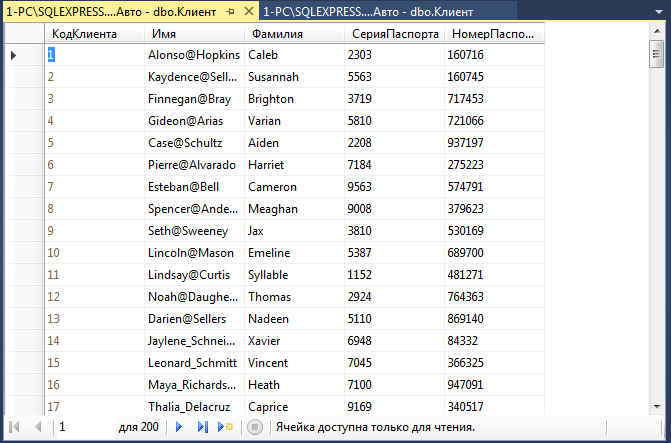 1-PC\SQLEXPRESS....Авто - dbo.Клиент 1-PC\SQLEXPRESS....Авто - dbo.Клиент
КодКлиента Имя Фамилия СерияПаспорта НомерПаспо...
1 Alonso@Hopkins Caleb 2303 160716
2 Kaydence@Sell... Susannah 5563 160745
3 Finnegan@Bray Brighton 3719 717453
4 Gideon@Arias Varian 5810 721066
5 Case@Schultz Aiden 2208 937197
6 Pierre@Alvarado Harriet 7184 275223
7 Esteban@Bell Cameron 9563 574791
8 Spencer@Ande... Meaghan 9008 379623
9 Seth@Sweeney Jax 3810 530169
10 Lincoln@Mason Emeline 5387 689700
11 Lindsay@Curtis Syllable 1152 481271
12 Noah@Daughe... Thomas 2924 764363
13 Darien@Sellers Nadeen 5110 869140
14 Jaylene_Schnei... Xavier 6948 84332
15 Leonard_Schmitt Vincent 7045 366325
16 Maya_Richards... Heath 7100 947091
17 Thalia_Delacruz Caprice 9169 340517
1 для 200 Ячейка доступна только для чтения.